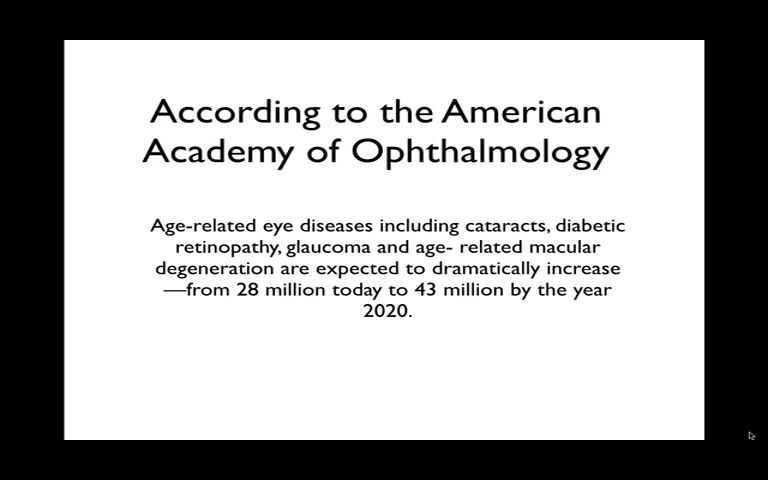 According to the American
Academy of Ophthalmology
Age-related eye diseases including cataracts, diabetic
retinopathy, glaucoma and age- related macular
degeneration are expected to dramatically increase
—from 28 million today to 43 million by the year
2020.